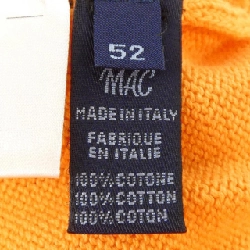 52
MAC
MADE IN ITALY
FABRIQUE
EN ITALIE
100% COTONE
100% COTTON
100% COTON